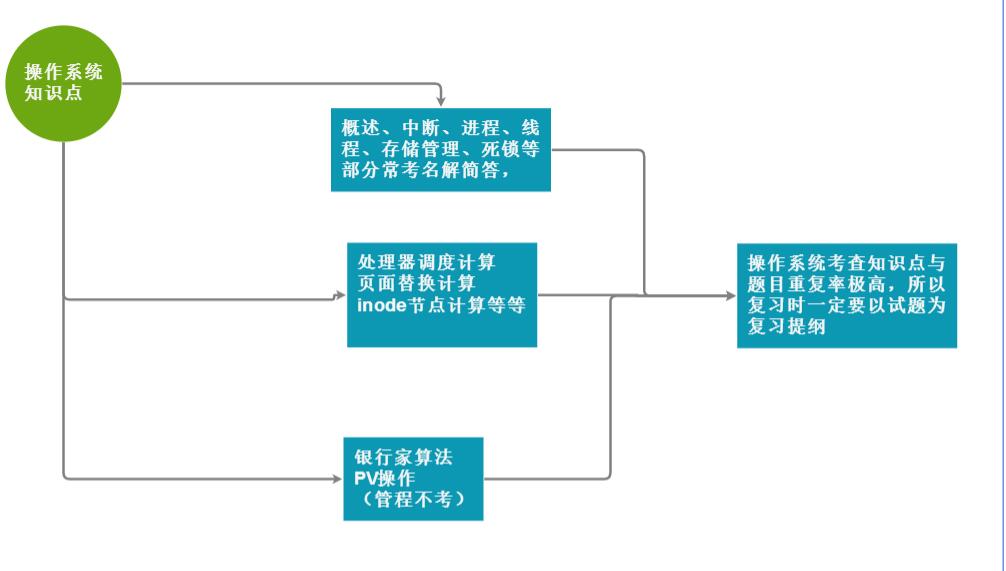 操作系统
知识点
概述、中断、进程、线
程、存储管理、死锁等
部分常考名解简答，
处理器调度计算
页面替换计算
inode节点计算等等
操作系统考查知识点与
题目重复率极高，所以
复习时一定要以试题为
复习提纲
银行家算法
PV操作
（管程不考）